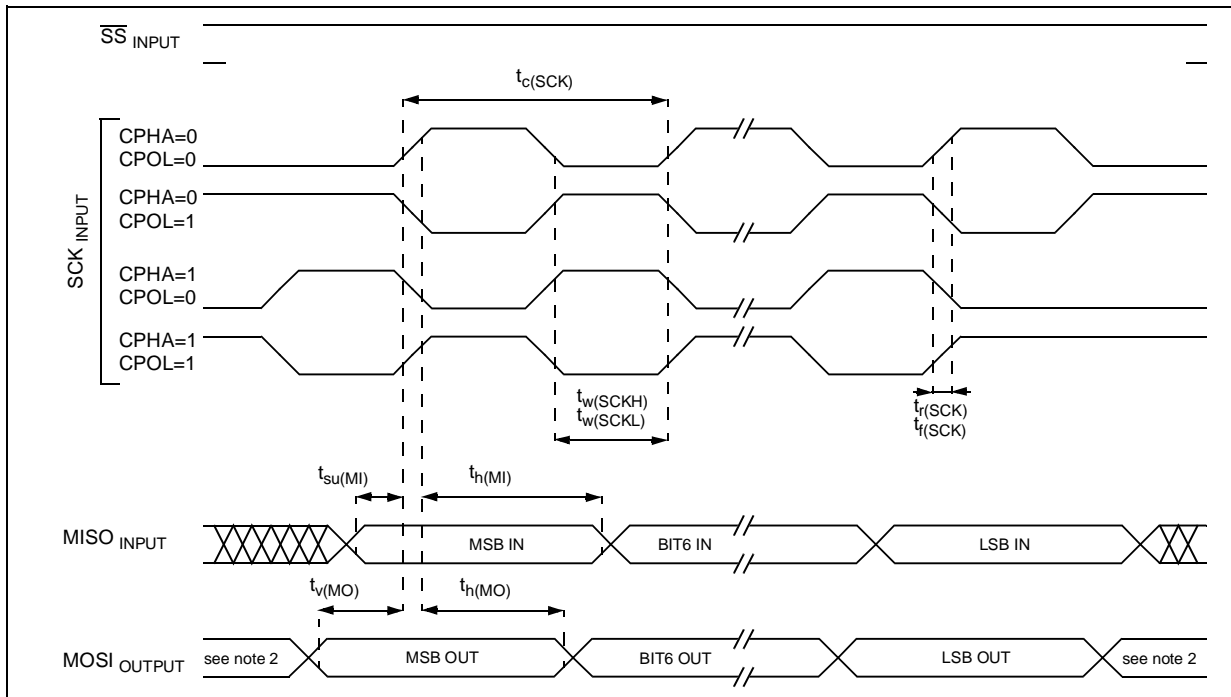 SS INPUT
tc(SCK)
SCK INPUT
CPHA=0
CPOL=0
CPHA=0
CPOL=1
CPHA=1
CPOL=0
CPHA=1
CPOL=1
tw(SCKH)
tw(SCKL)
tr(SCK)
tf(SCK)
tsu(MI)
th(MI)
MISO INPUT
MSB IN
BIT6 IN
LSB IN
tv(MO)
th(MO)
MOSI OUTPUT
see note 2
MSB OUT
BIT6 OUT
LSB OUT
see note 2